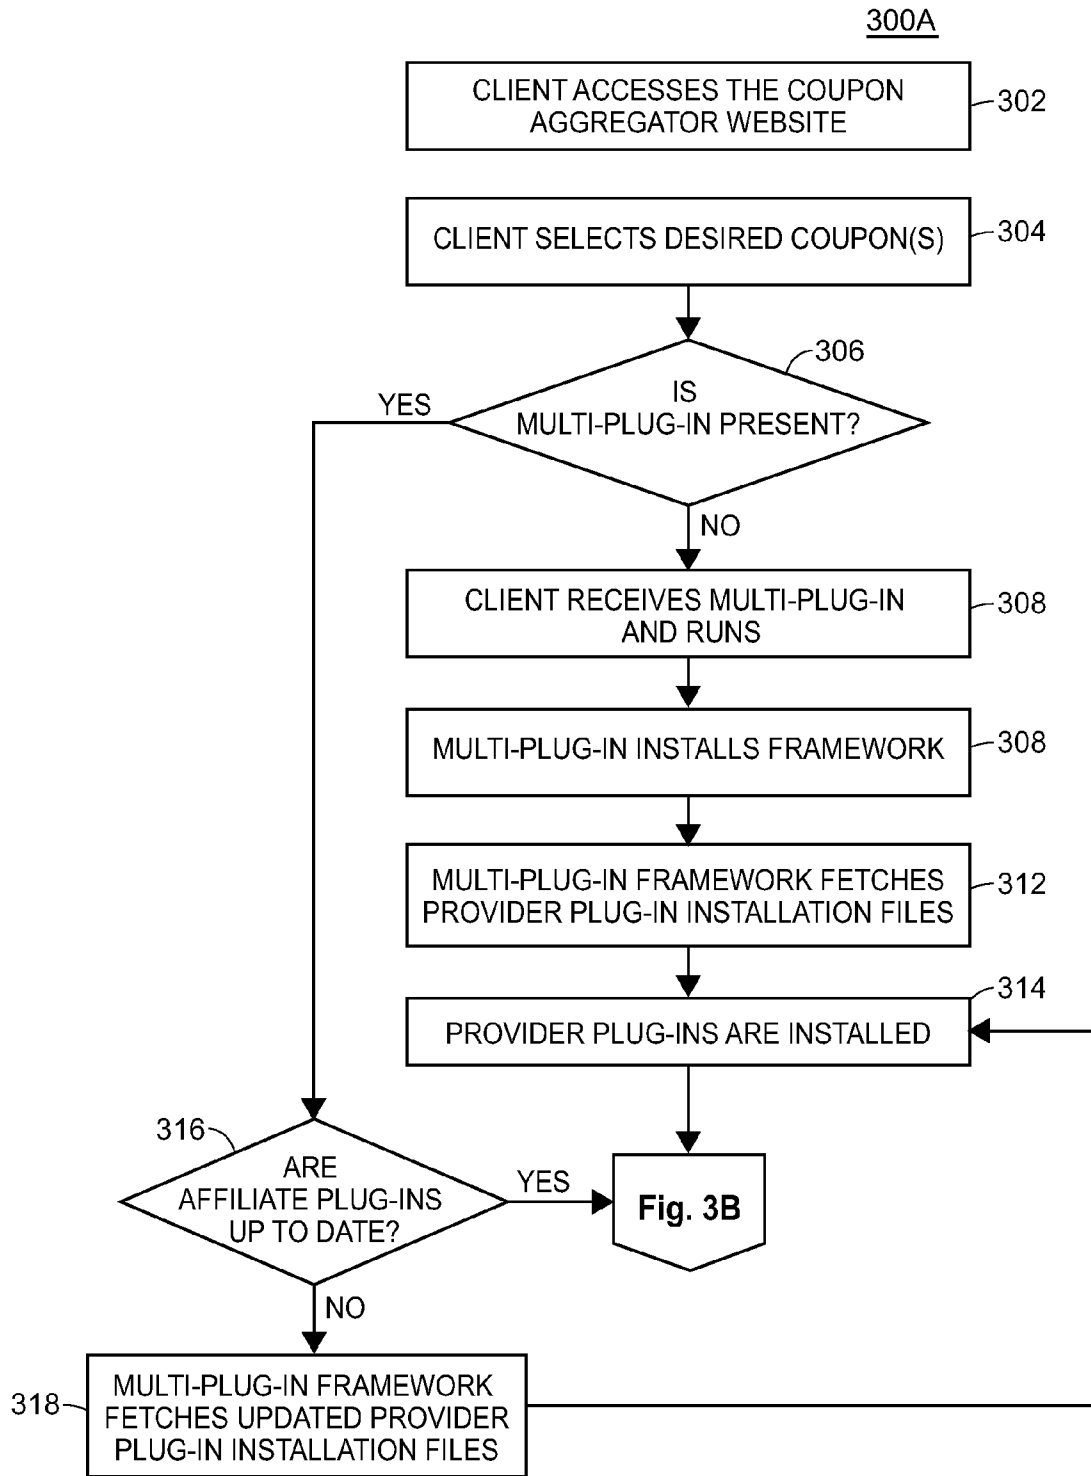 300A
CLIENT ACCESSES THE COUPON
AGGREGATOR WEBSITE
302
CLIENT SELECTS DESIRED COUPON(S)
304
306
IS
MULTI-PLUG-IN PRESENT?
YES
NO
CLIENT RECEIVES MULTI-PLUG-IN
AND RUNS
308
MULTI-PLUG-IN INSTALLS FRAMEWORK
308
MULTI-PLUG-IN FRAMEWORK FETCHES
PROVIDER PLUG-IN INSTALLATION FILES
312
314
PROVIDER PLUG-INS ARE INSTALLED
316
ARE
AFFILIATE PLUG-INS
UP TO DATE?
YES
Fig. 3B
NO
318
MULTI-PLUG-IN FRAMEWORK
FETCHES UPDATED PROVIDER
PLUG-IN INSTALLATION FILES